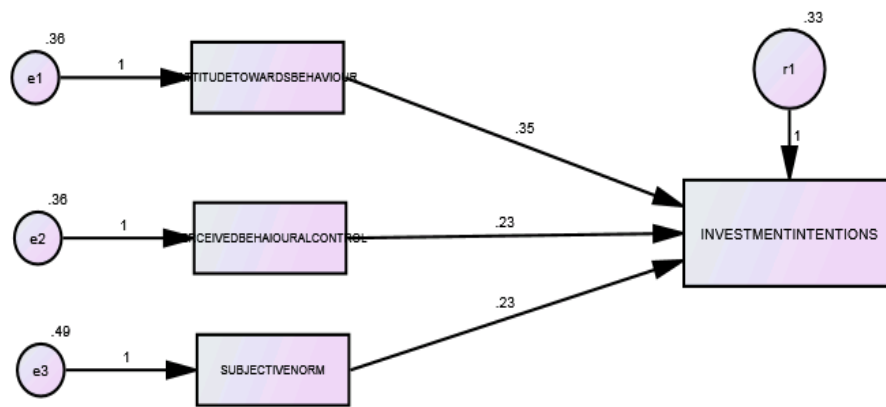 .36
e1
1
TTITUDETOWARDSBEHAVIOUR
.35
.33
r1
1
.36
e2
1
RCEIVEDBEHAIOURALCONTROL
.23
INVESTMENTINTENTIONS
.49
e3
1
SUBJECTIVENORM
.23